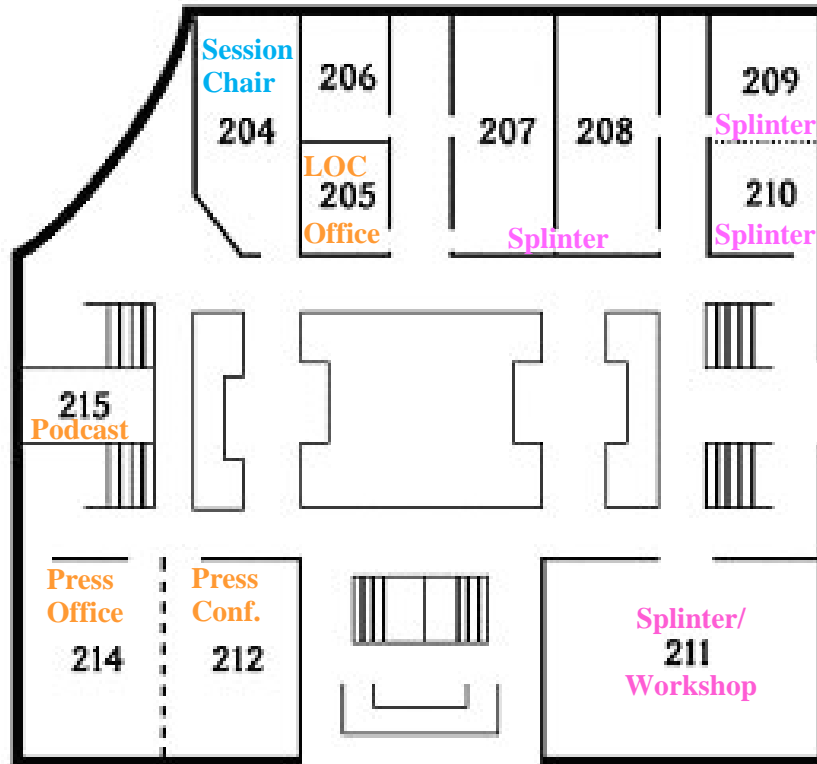 Session
Chair
204
206
LOC
205
Office
207
208
Splinter
209
Splinter
210
Splinter
215
Podcast
Press
Office
214
Press
Conf.
212
Splinter/
211
Workshop